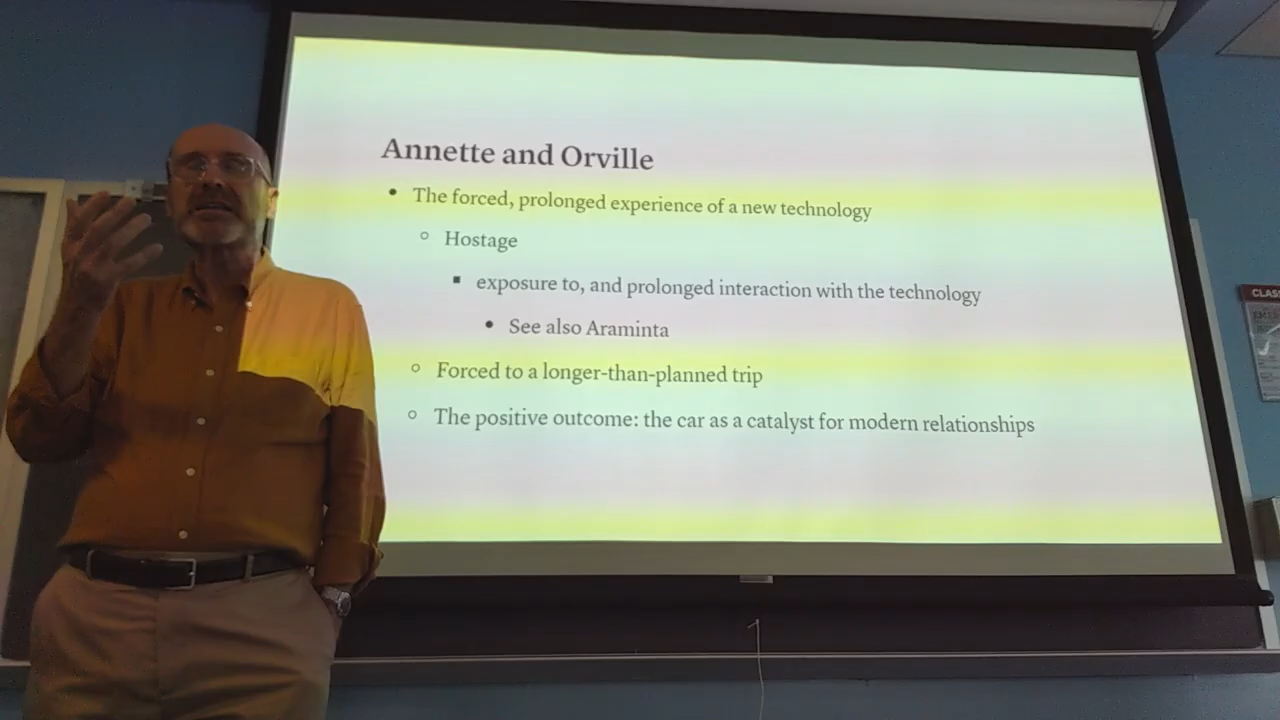 Annette and Orville
• The forced, prolonged experience of a new technology
○ Hostage
▪ exposure to, and prolonged interaction with the technology
• See also Araminta
○ Forced to a longer-than-planned trip
○ The positive outcome: the car as a catalyst for modern relationships
CLAS